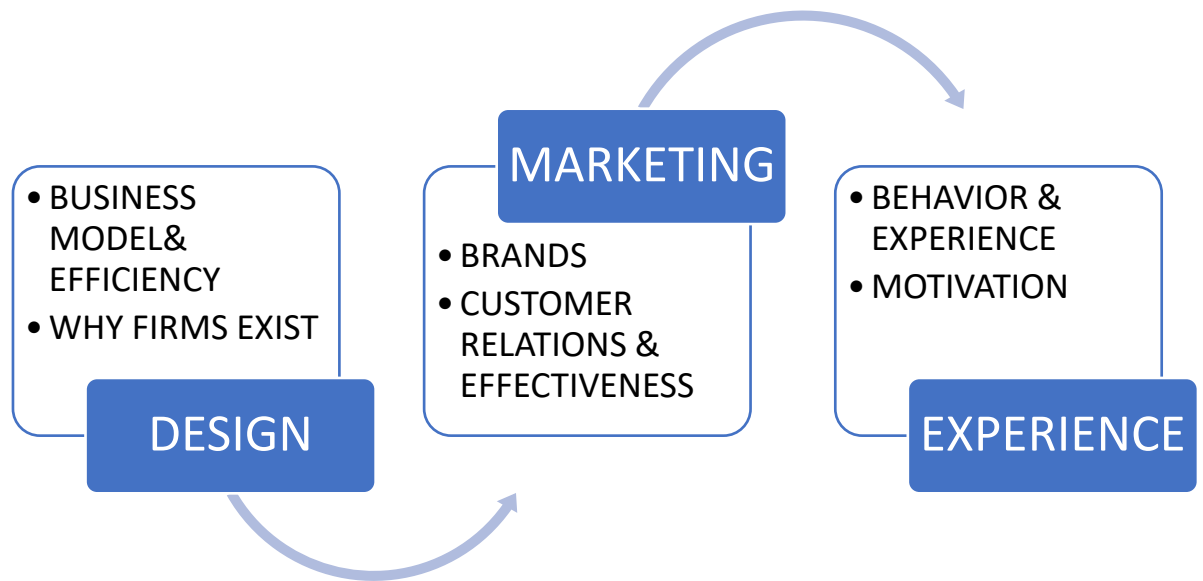 • BUSINESS
MODEL&
EFFICIENCY
• WHY FIRMS EXIST
DESIGN
MARKETING
• BRANDS
• CUSTOMER
RELATIONS &
EFFECTIVENESS
• BEHAVIOR &
EXPERIENCE
• MOTIVATION
EXPERIENCE